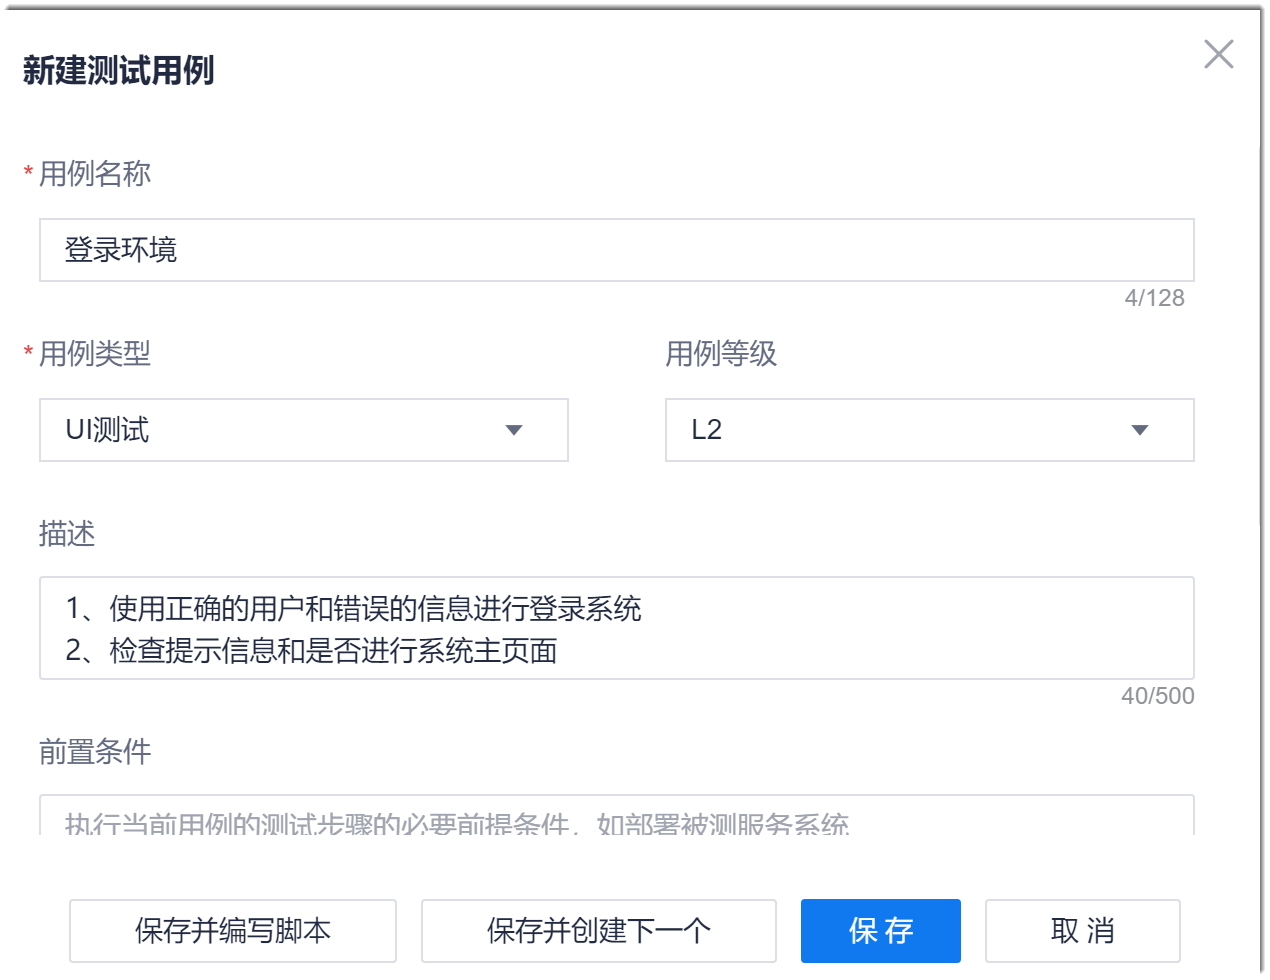 新建测试用例
* 用例名称
登录环境
4/128
* 用例类型
用例等级
UI测试
L2
描述
1、使用正确的用户和错误的信息进行登录系统
2、检查提示信息和是否进行系统主页面
40/500
前置条件
执行当前用例的测试步骤的必要前提条件，如部署被测服务系统
保存并编写脚本
保存并创建下一个
保存
取消